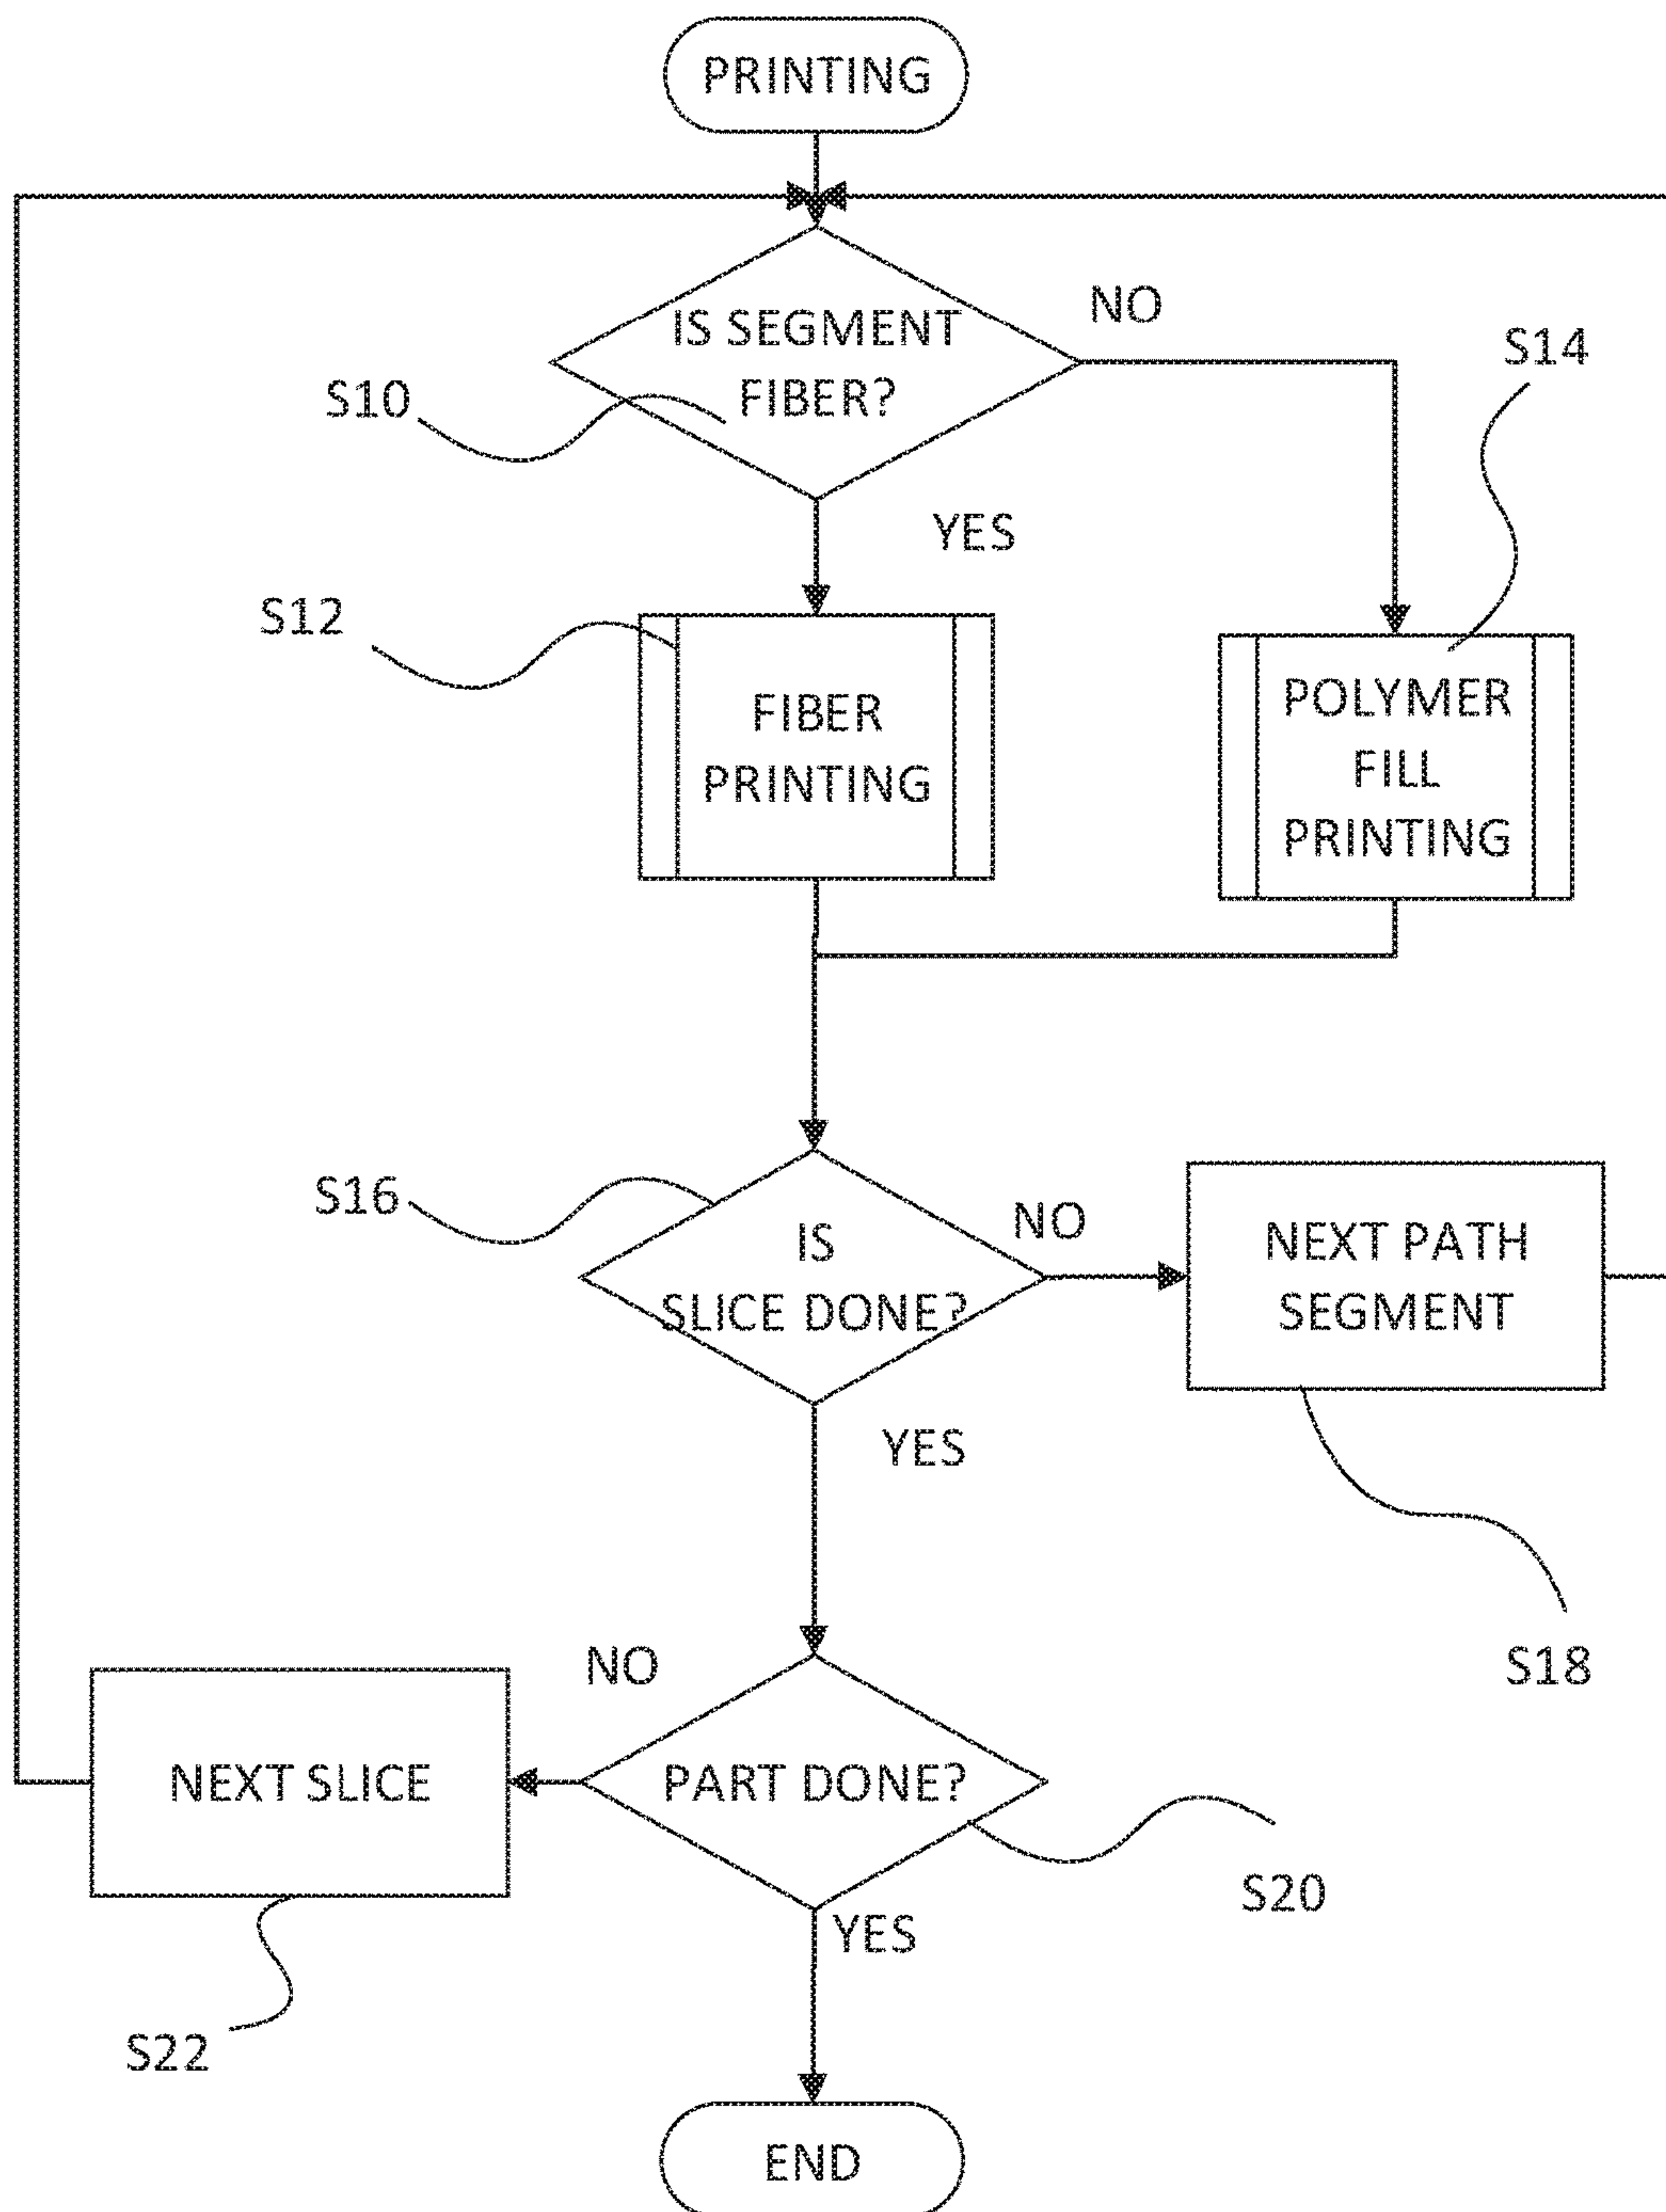 PRINTING
IS SEGMENT
FIBER?
NO
S10
S14
YES
S12
FIBER
PRINTING
POLYMER
FILL
PRINTING
S16
IS
SLICE DONE?
NO
NEXT PATH
SEGMENT
YES
S18
NO
NEXT SLICE
PART DONE?
S20
YES
S22
END